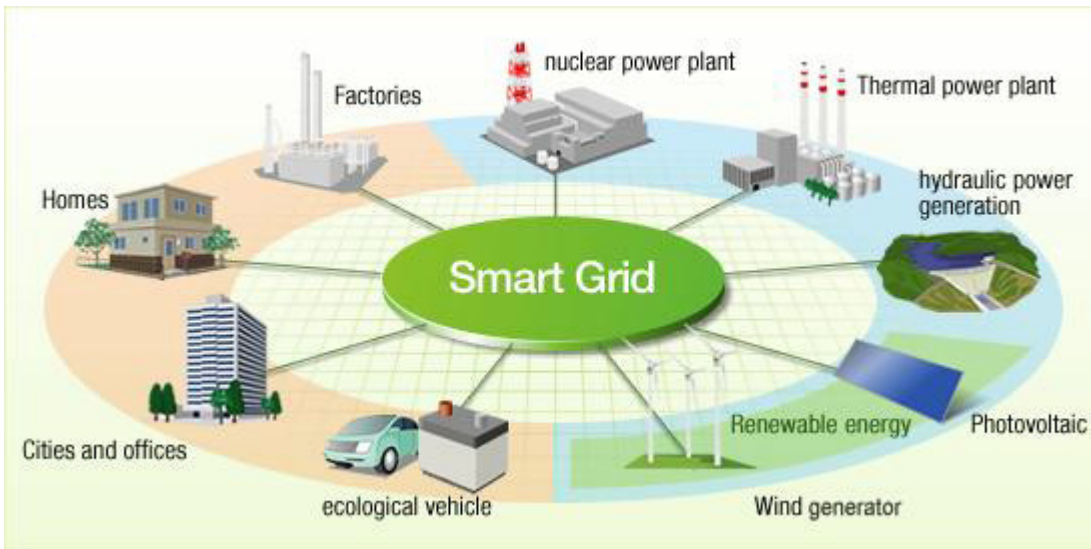 nuclear power plant
Thermal power plant
Factories
hydraulic power
generation
Homes
Smart Grid
Renewable energy
Photovoltaic
Cities and offices
ecological vehicle
Wind generator